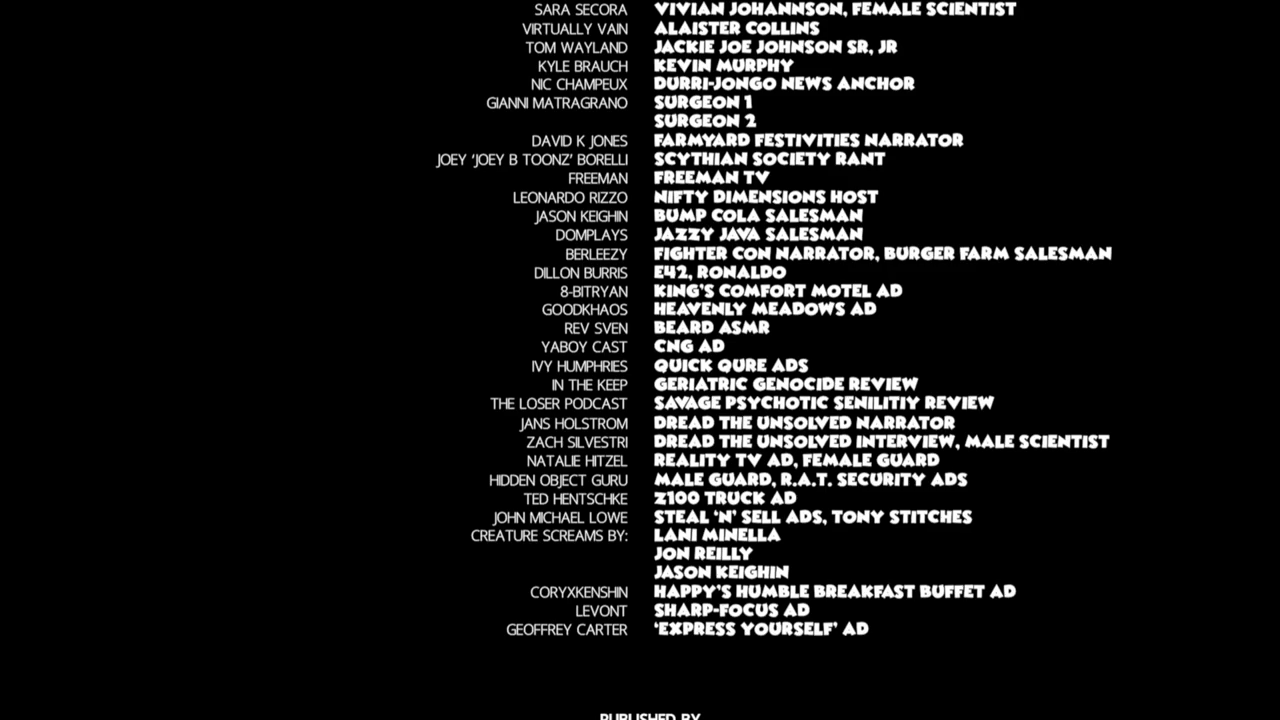 SARA SECORA VIVIAN JOHANNSON, FEMALE SCIENTIST
VIRTUALLY VAIN ALAISTER COLLINS
TOM WAYLAND JACKIE JOE JOHNSON SR, JR
KYLE BRAUCH KEVIN MURPHY
NIC CHAMPEUX DURRI-JONGO NEWS ANCHOR
GIANNI MATRAGRANO SURGEON 1
SURGEON 2
DAVID K JONES FARMYARD FESTIVITIES NARRATOR
JOEY ‘JOEY B TOONZ’ BORELLI SCYTHIAN SOCIETY RANT
FREEMAN FREEMAN TV
LEONARDO RIZZO NIFTY DIMENSIONS HOST
JASON KEIGHIN BUMP COLA SALESMAN
DOMPLAYS JAZZY JAVA SALESMAN
BERLEEZY FIGHTER CON NARRATOR, BURGER FARM SALESMAN
DILLON BURRIS E42, RONALDO
8-BITRYAN KING’S COMFORT MOTEL AD
GOODKHAOS HEAVENLY MEADOWS AD
REV SVEN BEARD ASMR
YABOY CAST CNG AD
IVY HUMPHRIES QUICK QURE ADS
IN THE KEEP GERIATRIC GENOCIDE REVIEW
THE LOSER PODCAST SAVAGE PSYCHOTIC SENILITIY REVIEW
JANS HOLSTROM DREAD THE UNSOLVED NARRATOR
ZACH SILVESTRI DREAD THE UNSOLVED INTERVIEW, MALE SCIENTIST
NATALIE HITZEL REALITY TV AD, FEMALE GUARD
HIDDEN OBJECT GURU MALE GUARD, R.A.T. SECURITY ADS
TED HENTSCHKE Z100 TRUCK AD
JOHN MICHAEL LOWE STEAL ‘N’ SELL ADS, TONY STITCHES
CREATURE SCREAMS BY: LANI MINELLA
JON REILLY
JASON KEIGHIN
CORYXKENSHIN HAPPY’S HUMBLE BREAKFAST BUFFET AD
LEVONT SHARP-FOCUS AD
GEOFFREY CARTER ‘EXPRESS YOURSELF’ AD
PUBLISHED BY